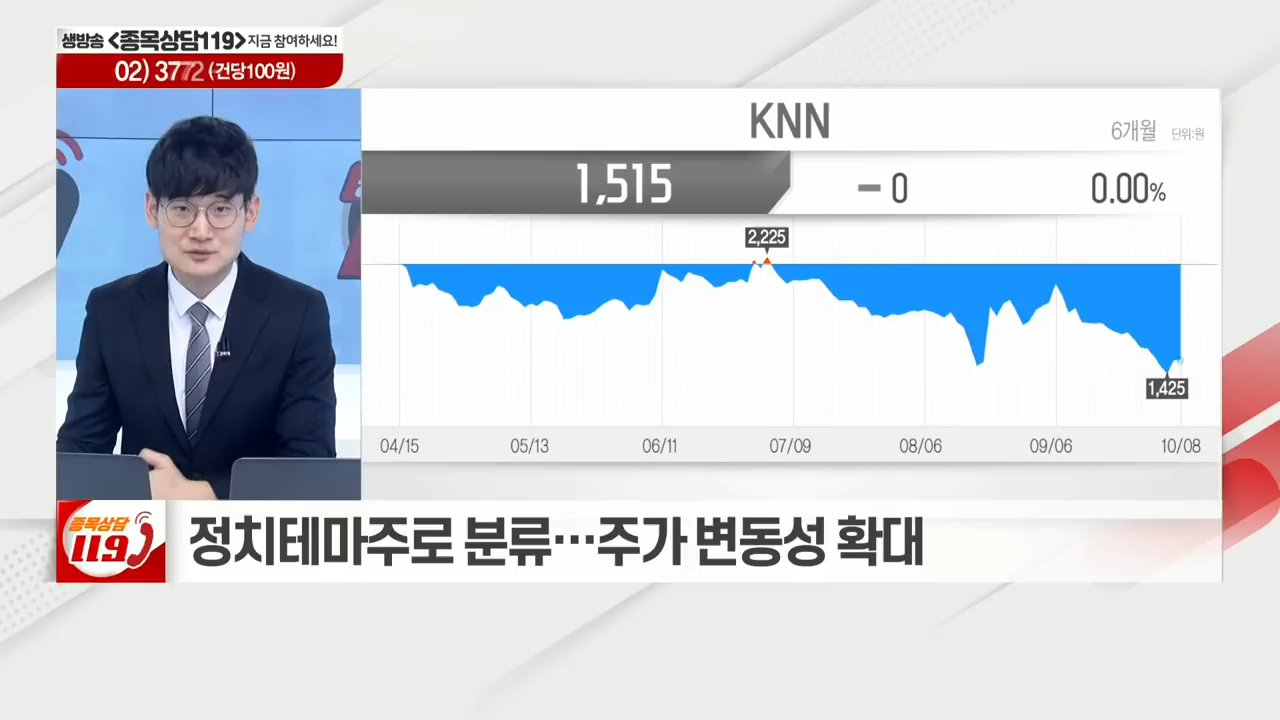 생방송 <종목상담119> 지금 참여하세요!
02) 3772 (건당100원)
KNN
6개월 단위:원
1,515 0 0.00%
2,225
1,425
04/15 05/13 06/11 07/09 08/06 09/06 10/08
종목상담
119
정치테마주로 분류…주가 변동성 확대